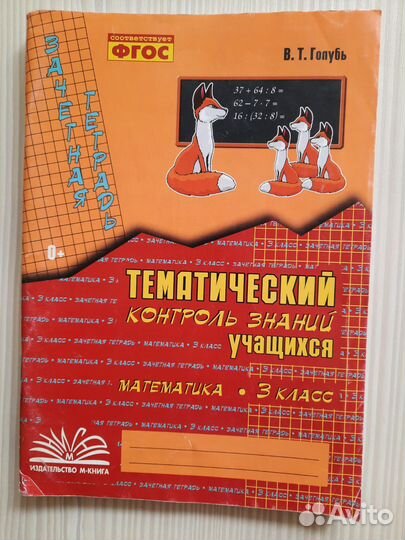 соответствует
ФГОС
В. Т. Голубь
ЗАЧЕТНАЯ
ТЕТРАДЬ
37 + 64 : 8 =
62 – 7 · 7 =
16 : (32 : 8) =
0+
ТЕМАТИЧЕСКИЙ
КОНТРОЛЬ ЗНАНИЙ
УЧАЩИХСЯ
МАТЕМАТИКА • 3 КЛАСС
М
ИЗДАТЕЛЬСТВО М-КНИГА
Avito